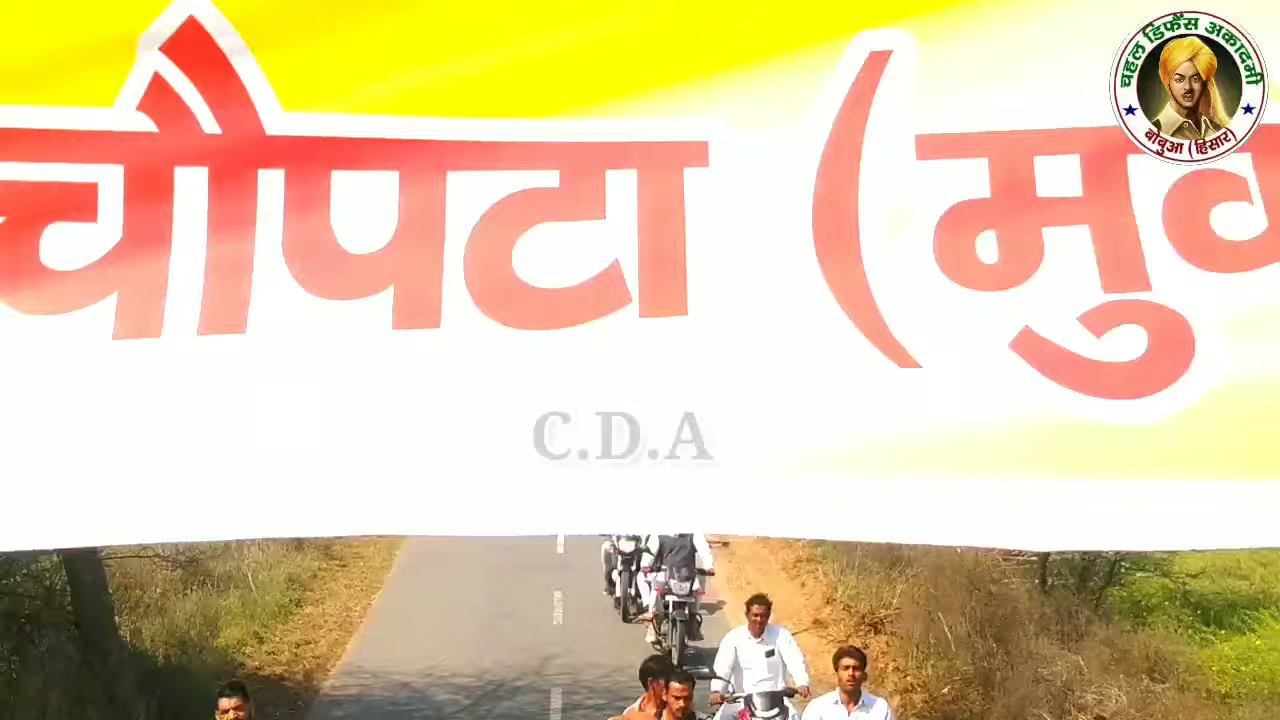 चहल डिफेंस अकादमी
बोबुआ (हिसार)
चौपटा (मुव
C.D.A